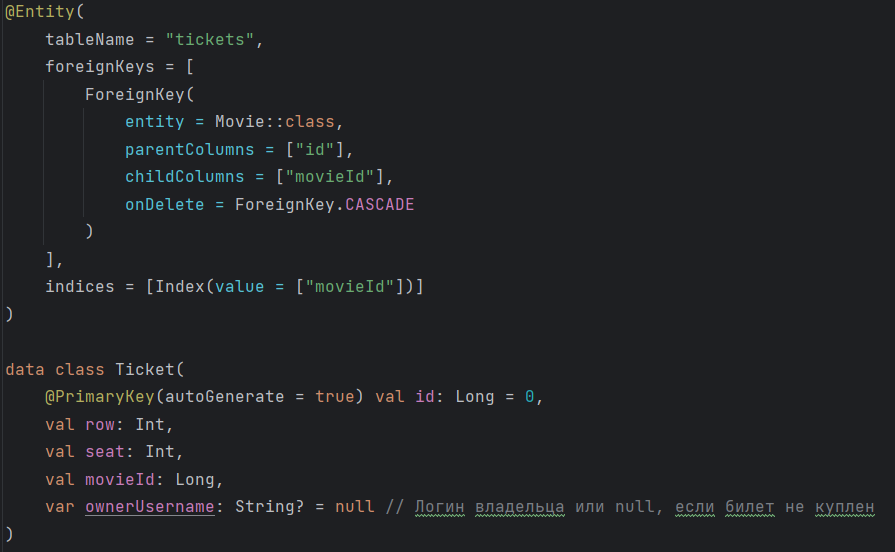 @Entity(
    tableName = "tickets",
    foreignKeys = [
        ForeignKey(
            entity = Movie::class,
            parentColumns = ["id"],
            childColumns = ["movieId"],
            onDelete = ForeignKey.CASCADE
        )
    ],
    indices = [Index(value = ["movieId"])]
)
data class Ticket(
    @PrimaryKey(autoGenerate = true) val id: Long = 0,
    val row: Int,
    val seat: Int,
    val movieId: Long,
    var ownerUsername: String? = null // Логин владельца или null, если билет не куплен
)